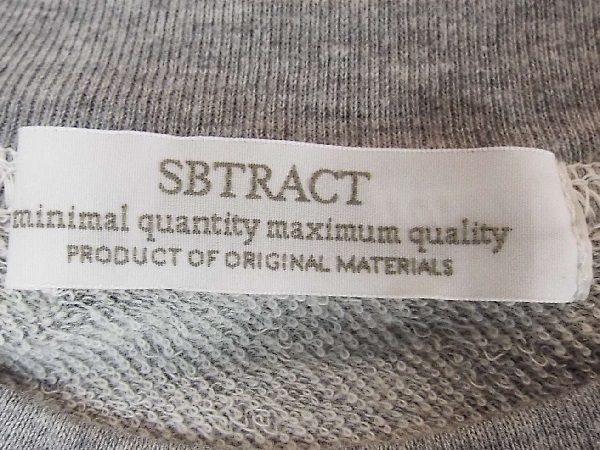 SBTRACT
minimal quantity maximum quality
PRODUCT OF ORIGINAL MATERIALS